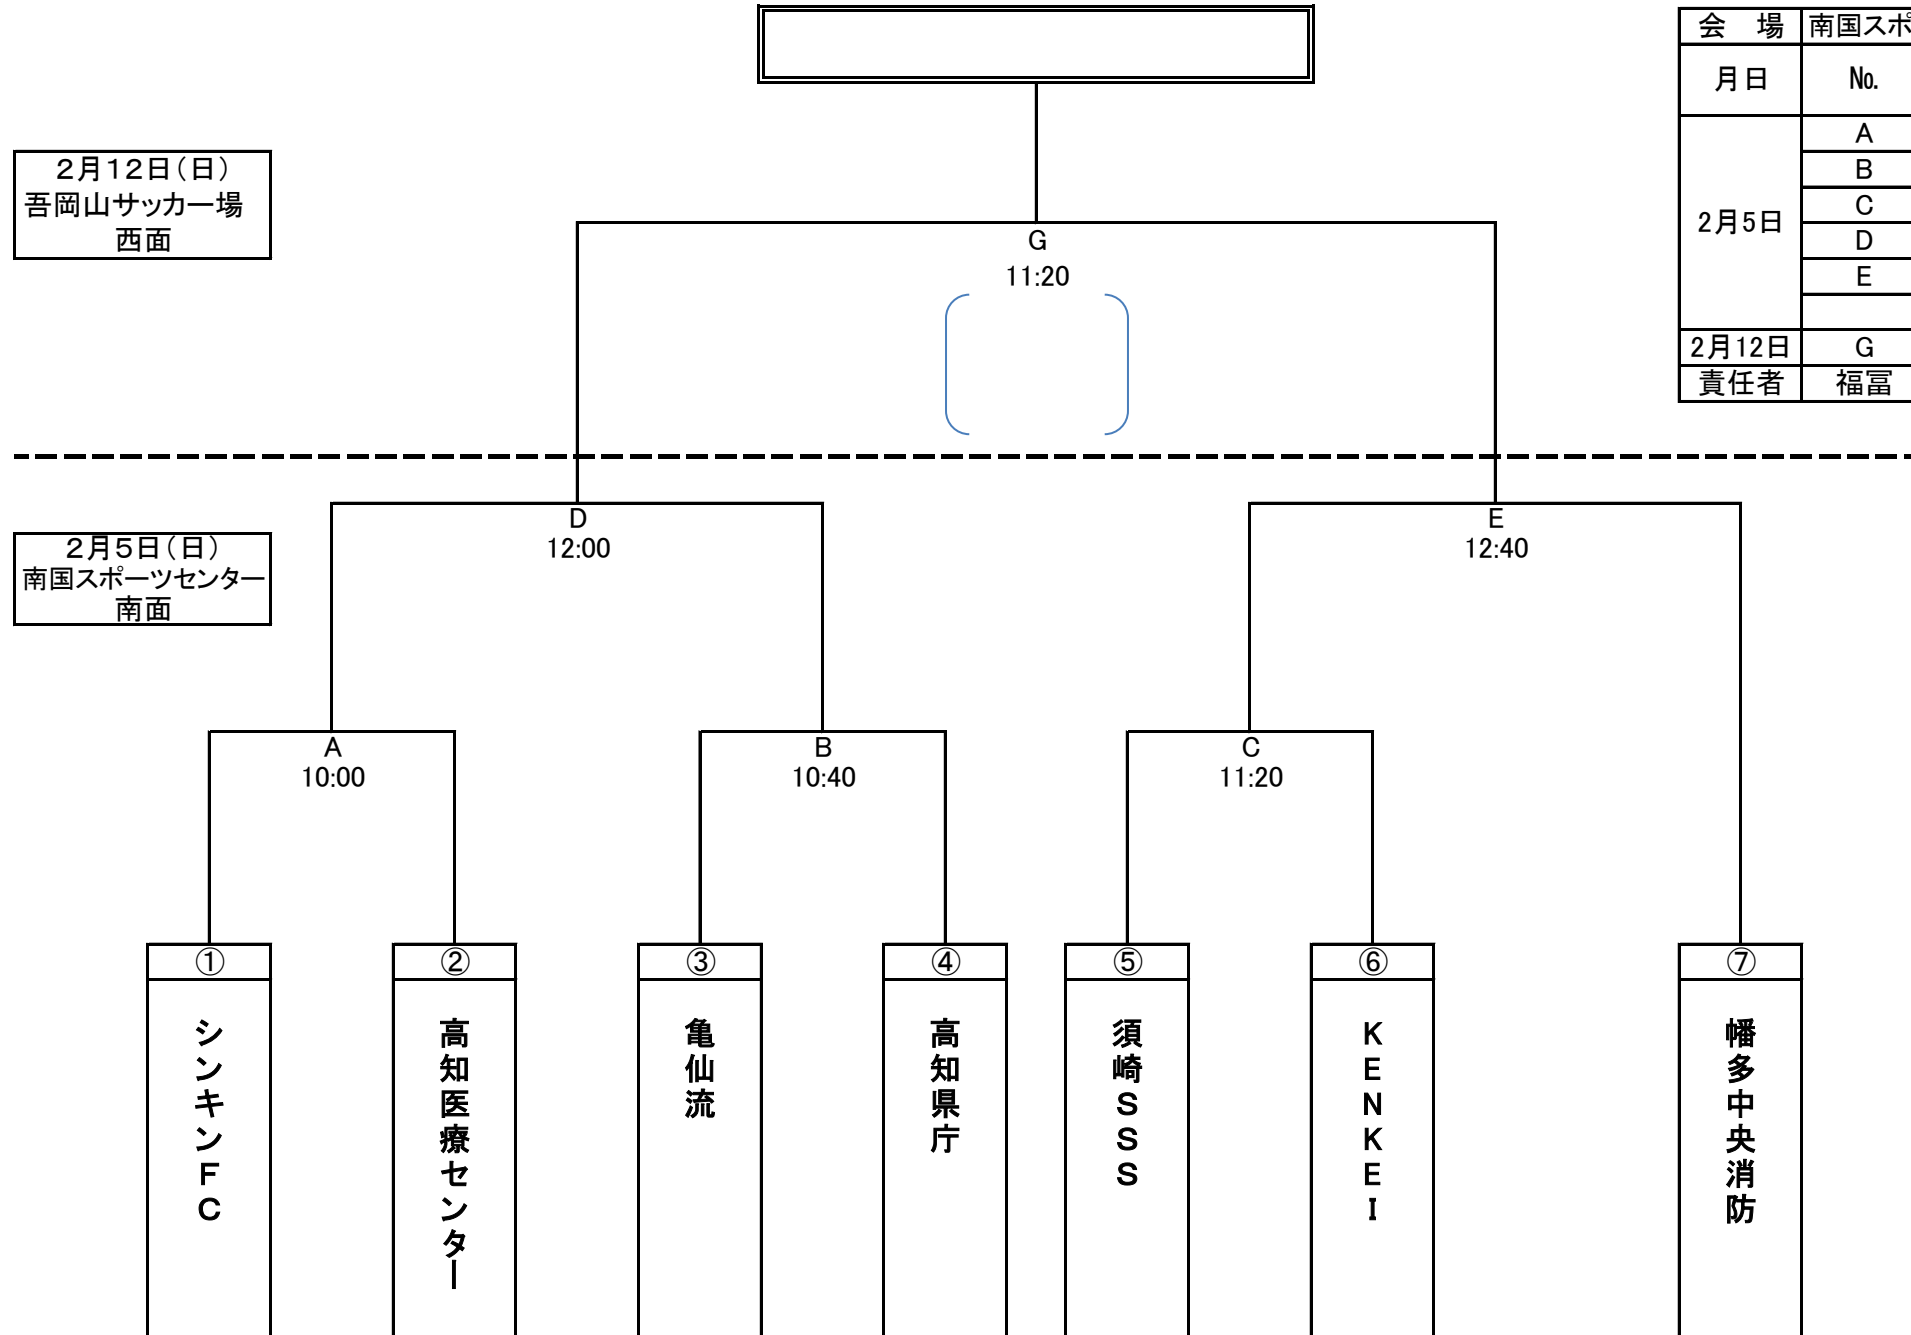 会　場 南国スポ
月日 No.
2月5日 A
B
C
D
E
2月12日 G
責任者 福冨
２月１２日（日）
吾岡山サッカー場
西面
G
11:20
２月５日（日）
南国スポーツセンター
南面
D
12:00
E
12:40
A
10:00
B
10:40
C
11:20
① ② ③ ④ ⑤ ⑥ ⑦
シンキンＦＣ
高知医療センター
亀仙流
高知県庁
須崎ＳＳＳ
ＫＥＮＫＥＩ
幡多中央消防